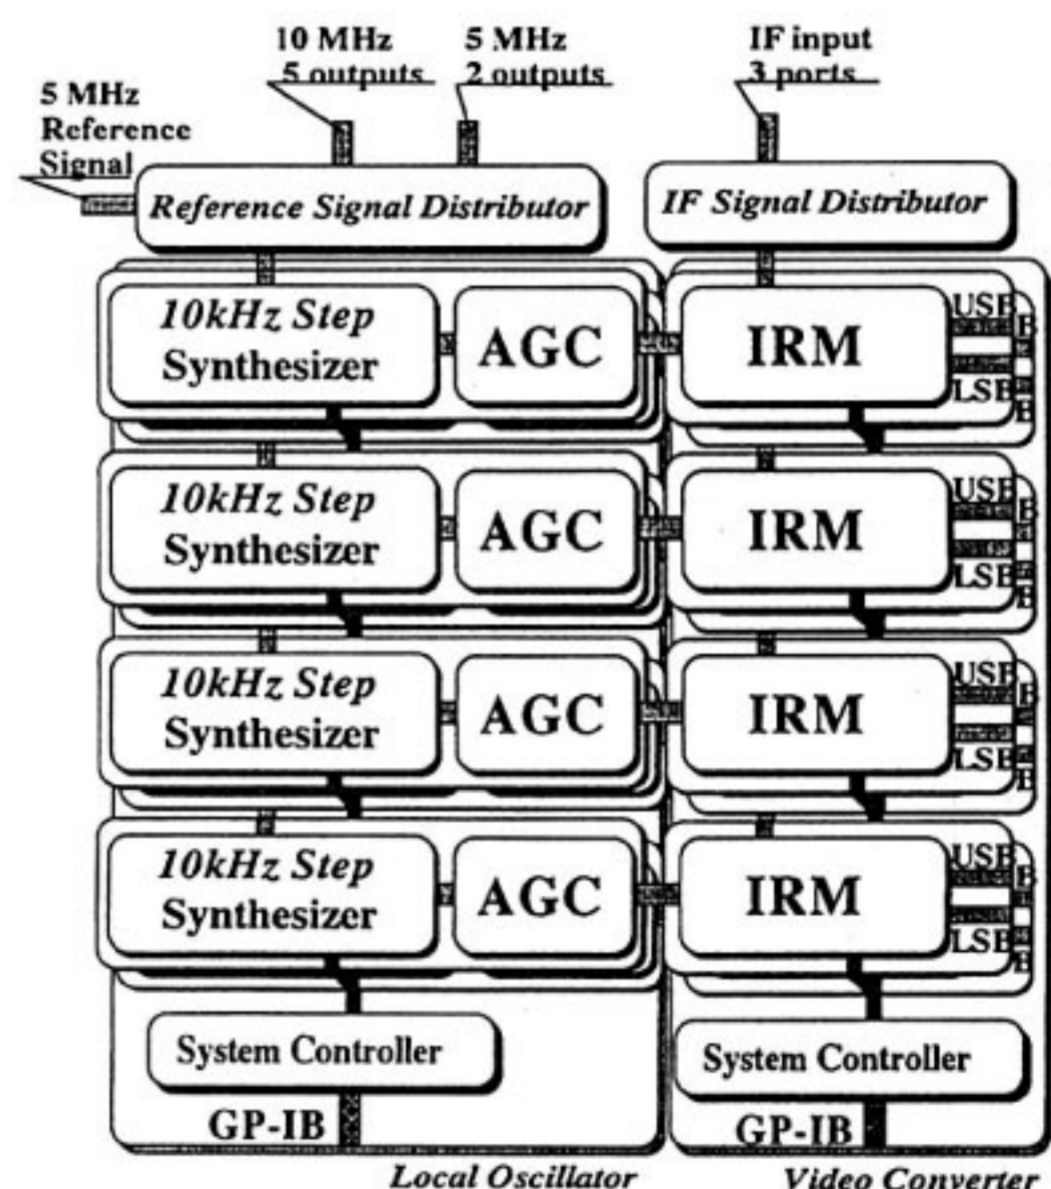 10 MHz
5 outputs
5 MHz
2 outputs
IF input
3 ports
5 MHz
Reference
Signal
Reference Signal Distributor
IF Signal Distributor
10kHz Step
Synthesizer
AGC
IRM
USB
LSB
B
B
10kHz Step
Synthesizer
AGC
IRM
USB
LSB
B
B
10kHz Step
Synthesizer
AGC
IRM
USB
LSB
B
B
10kHz Step
Synthesizer
AGC
IRM
USB
LSB
B
B
System Controller
System Controller
GP-IB
GP-IB
Local Oscillator
Video Converter